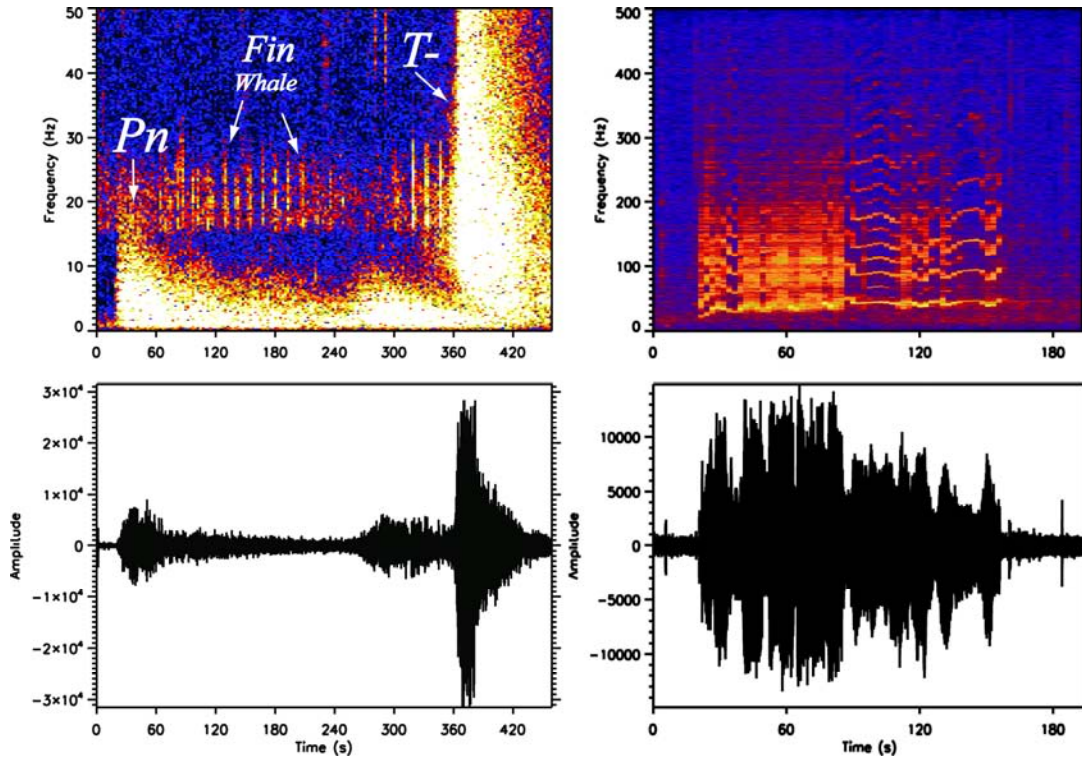 50
40
30
20
10
0
Frequency (Hz)
Pn
Fin
Whale
T-
0 60 120 180 240 300 360 420
500
400
300
200
100
0
Frequency (Hz)
0 60 120 180
3×10⁴
2×10⁴
1×10⁴
0
−1×10⁴
−2×10⁴
−3×10⁴
Amplitude
0 60 120 180 240 300 360 420
Time (s)
10000
5000
0
−5000
−10000
Amplitude
0 60 120 180
Time (s)